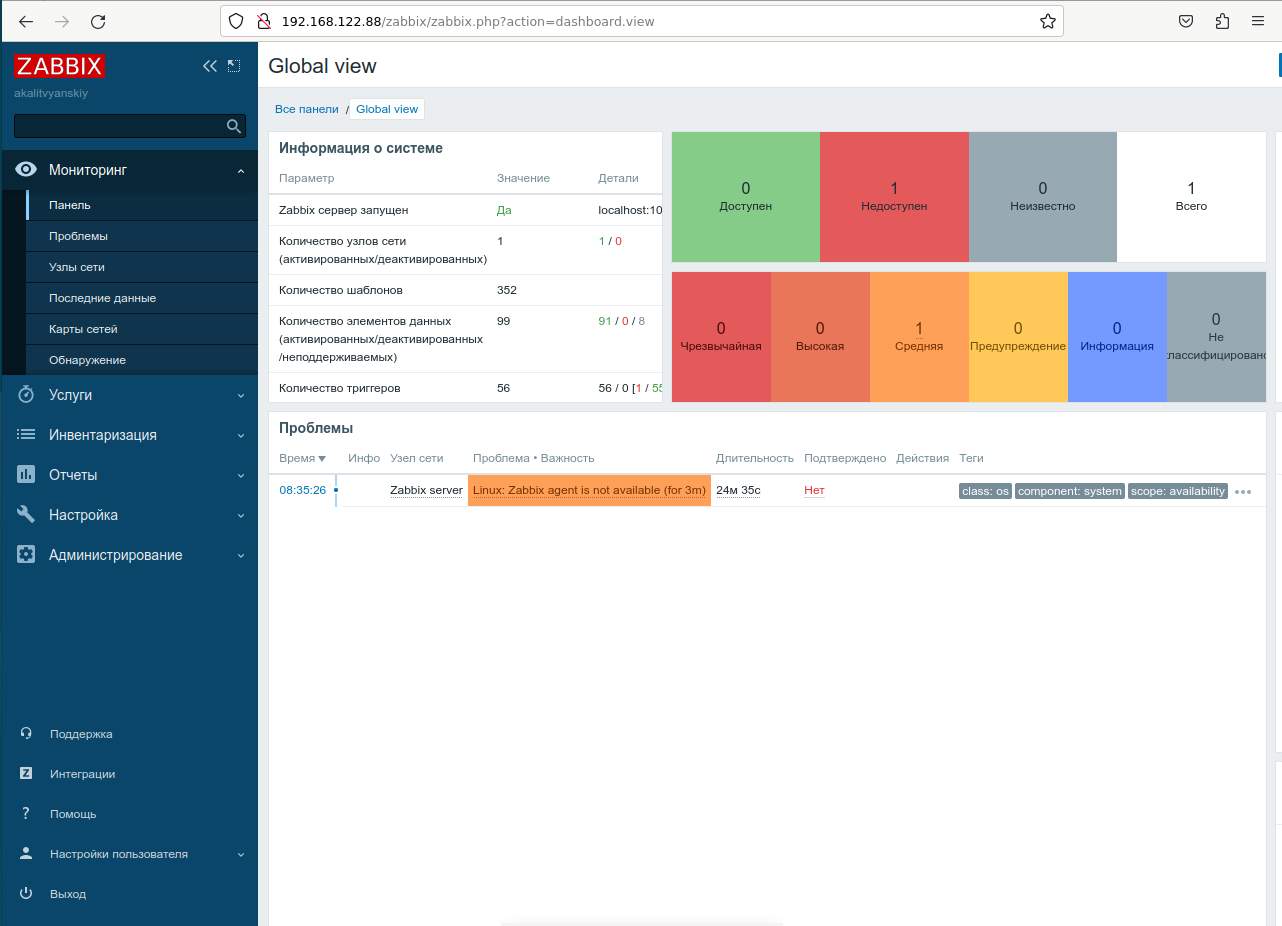 192.168.122.88/zabbix/zabbix.php?action=dashboard.view
ZABBIX
akalitvyanskiy
Мониторинг
Панель
Проблемы
Узлы сети
Последние данные
Карты сетей
Обнаружение
Услуги
Инвентаризация
Отчеты
Настройка
Администрирование
Поддержка
Z Интеграции
? Помощь
Настройки пользователя
Выход
Global view
Все панели / Global view
Информация о системе
Параметр Значение Детали
Zabbix сервер запущен Да localhost:10
Количество узлов сети 1 1 / 0
(активированных/деактивированных)
Количество шаблонов 352
Количество элементов данных 99 91 / 0 / 8
(активированных/деактивированных
/неподдерживаемых)
Количество триггеров 56 56 / 0 [1 / 55
0 1 0 1
Доступен Недоступен Неизвестно Всего
0 0 1 0 0 0
Чрезвычайная Высокая Средняя Предупреждение Информация Не
классифицировано
Проблемы
Время ▼ Инфо Узел сети Проблема • Важность Длительность Подтверждено Действия Теги
08:35:26 Zabbix server Linux: Zabbix agent is not available (for 3m) 24м 35с Нет class: os component: system scope: availability •••